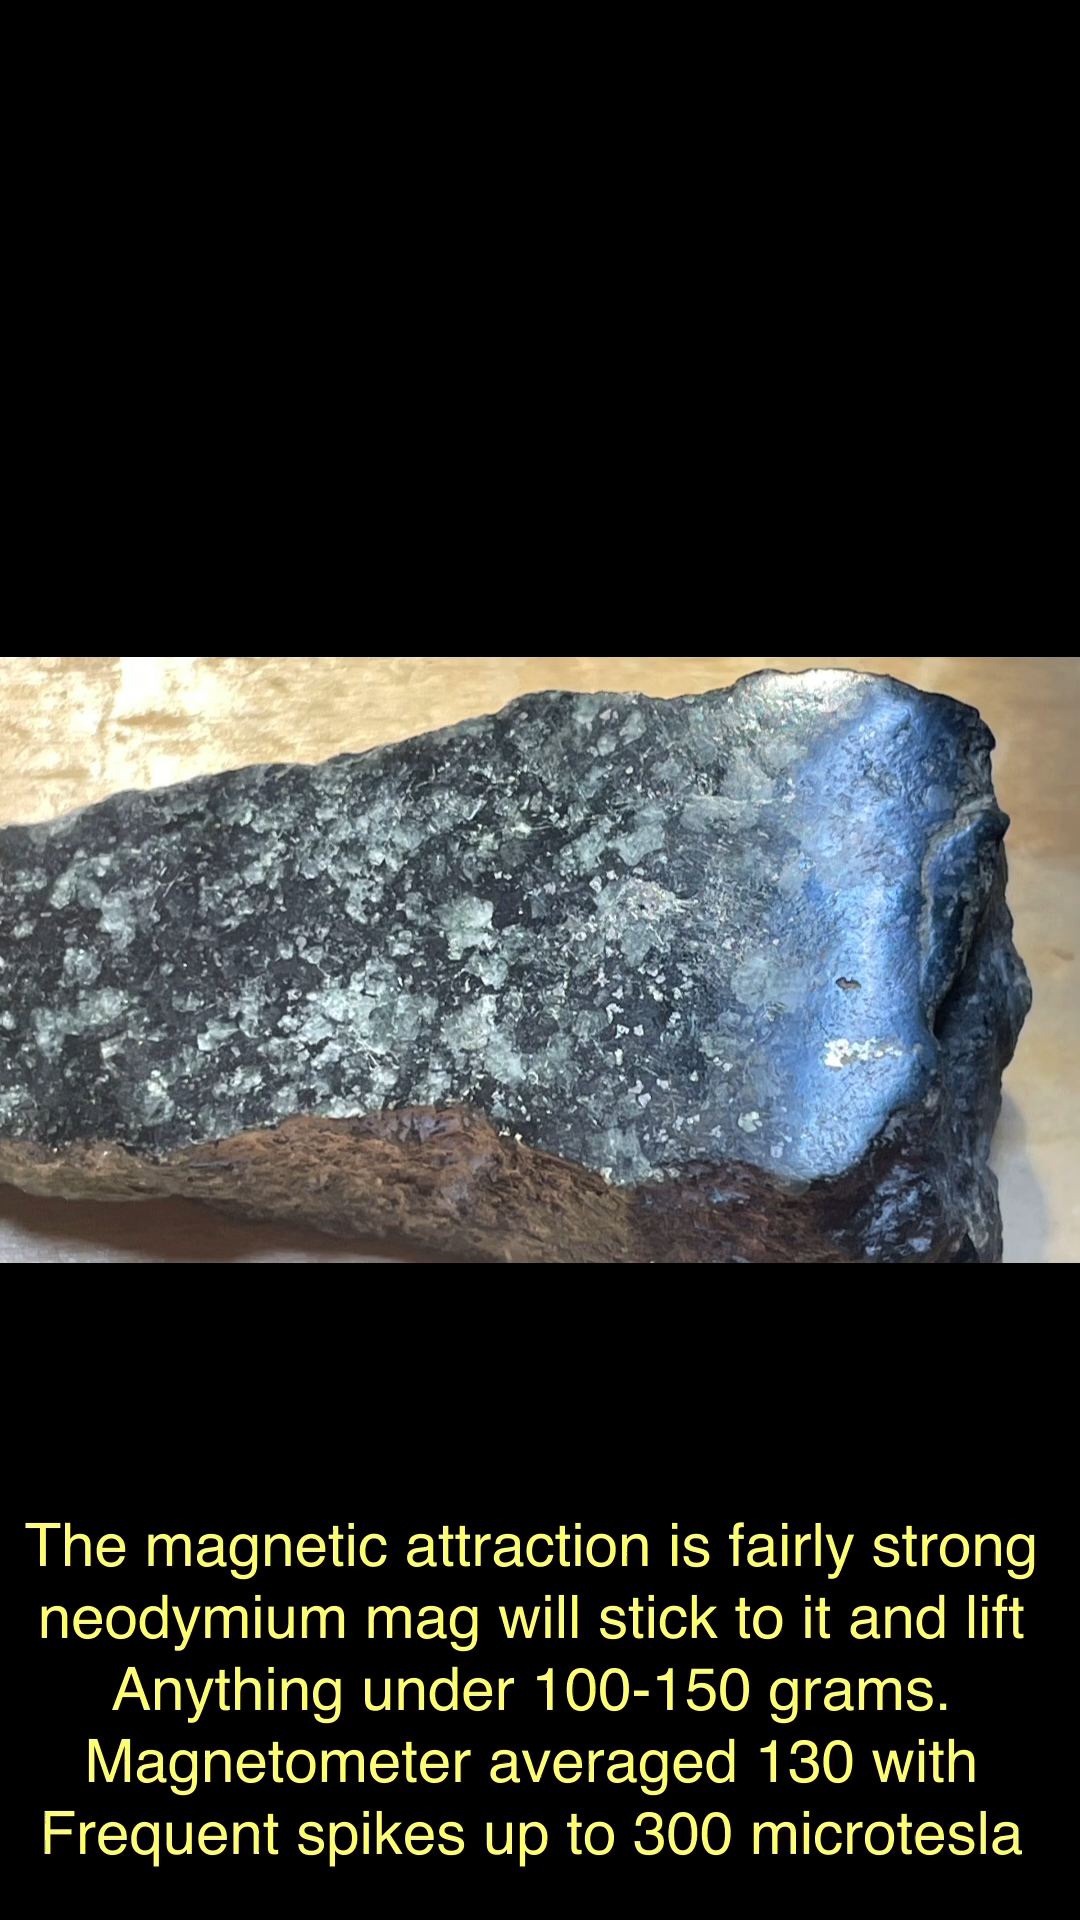 The magnetic attraction is fairly strong
neodymium mag will stick to it and lift
Anything under 100-150 grams.
Magnetometer averaged 130 with
Frequent spikes up to 300 microtesla